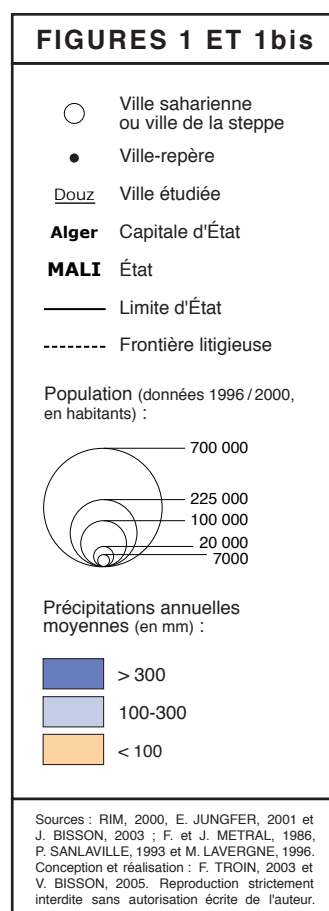 FIGURES 1 ET 1bis
Ville saharienne
ou ville de la steppe
Ville-repère
Douz Ville étudiée
Alger Capitale d'État
MALI État
Limite d'État
Frontière litigieuse
Population (données 1996 / 2000,
en habitants) :
700 000
225 000
100 000
20 000
7000
Précipitations annuelles
moyennes (en mm) :
> 300
100-300
< 100
Sources : RIM, 2000, E. JUNGFER, 2001 et
J. BISSON, 2003 ; F. et J. METRAL, 1986,
P. SANLAVILLE, 1993 et M. LAVERGNE, 1996.
Conception et réalisation : F. TROIN, 2003 et
V. BISSON, 2005. Reproduction strictement
interdite sans autorisation écrite de l'auteur.